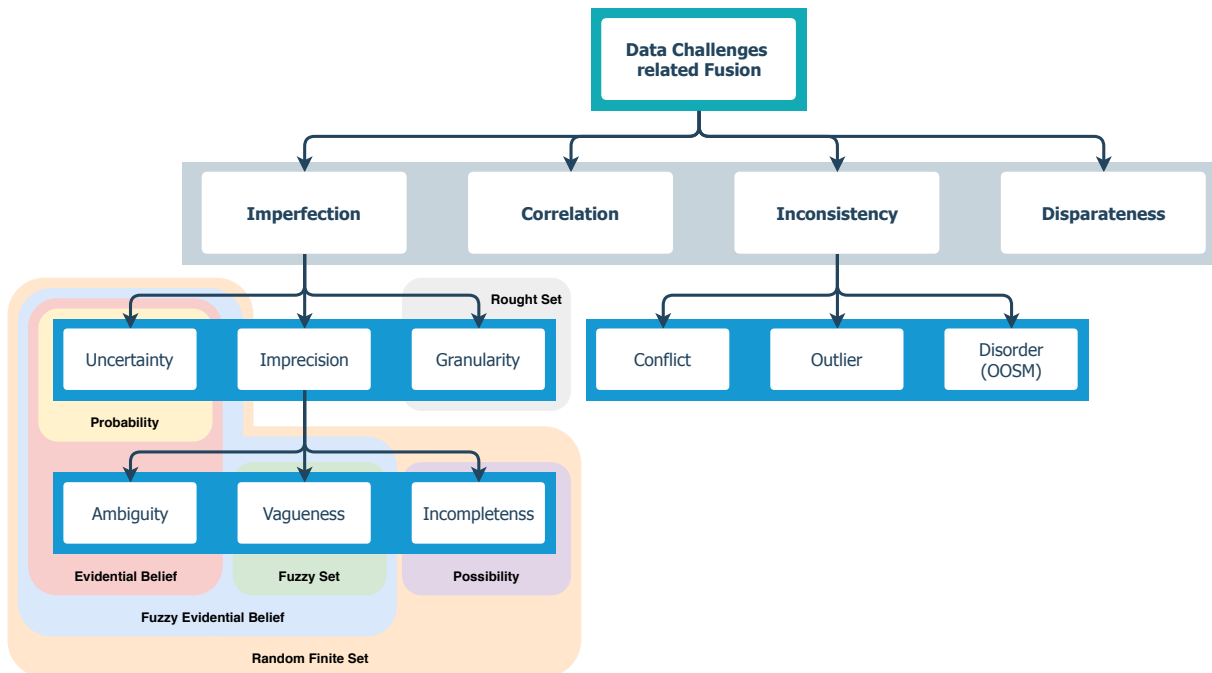 Data Challenges
related Fusion
Imperfection
Correlation
Inconsistency
Disparateness
Rought Set
Uncertainty
Imprecision
Granularity
Conflict
Outlier
Disorder
(OOSM)
Probability
Ambiguity
Vagueness
Incompletenss
Evidential Belief
Fuzzy Set
Possibility
Fuzzy Evidential Belief
Random Finite Set